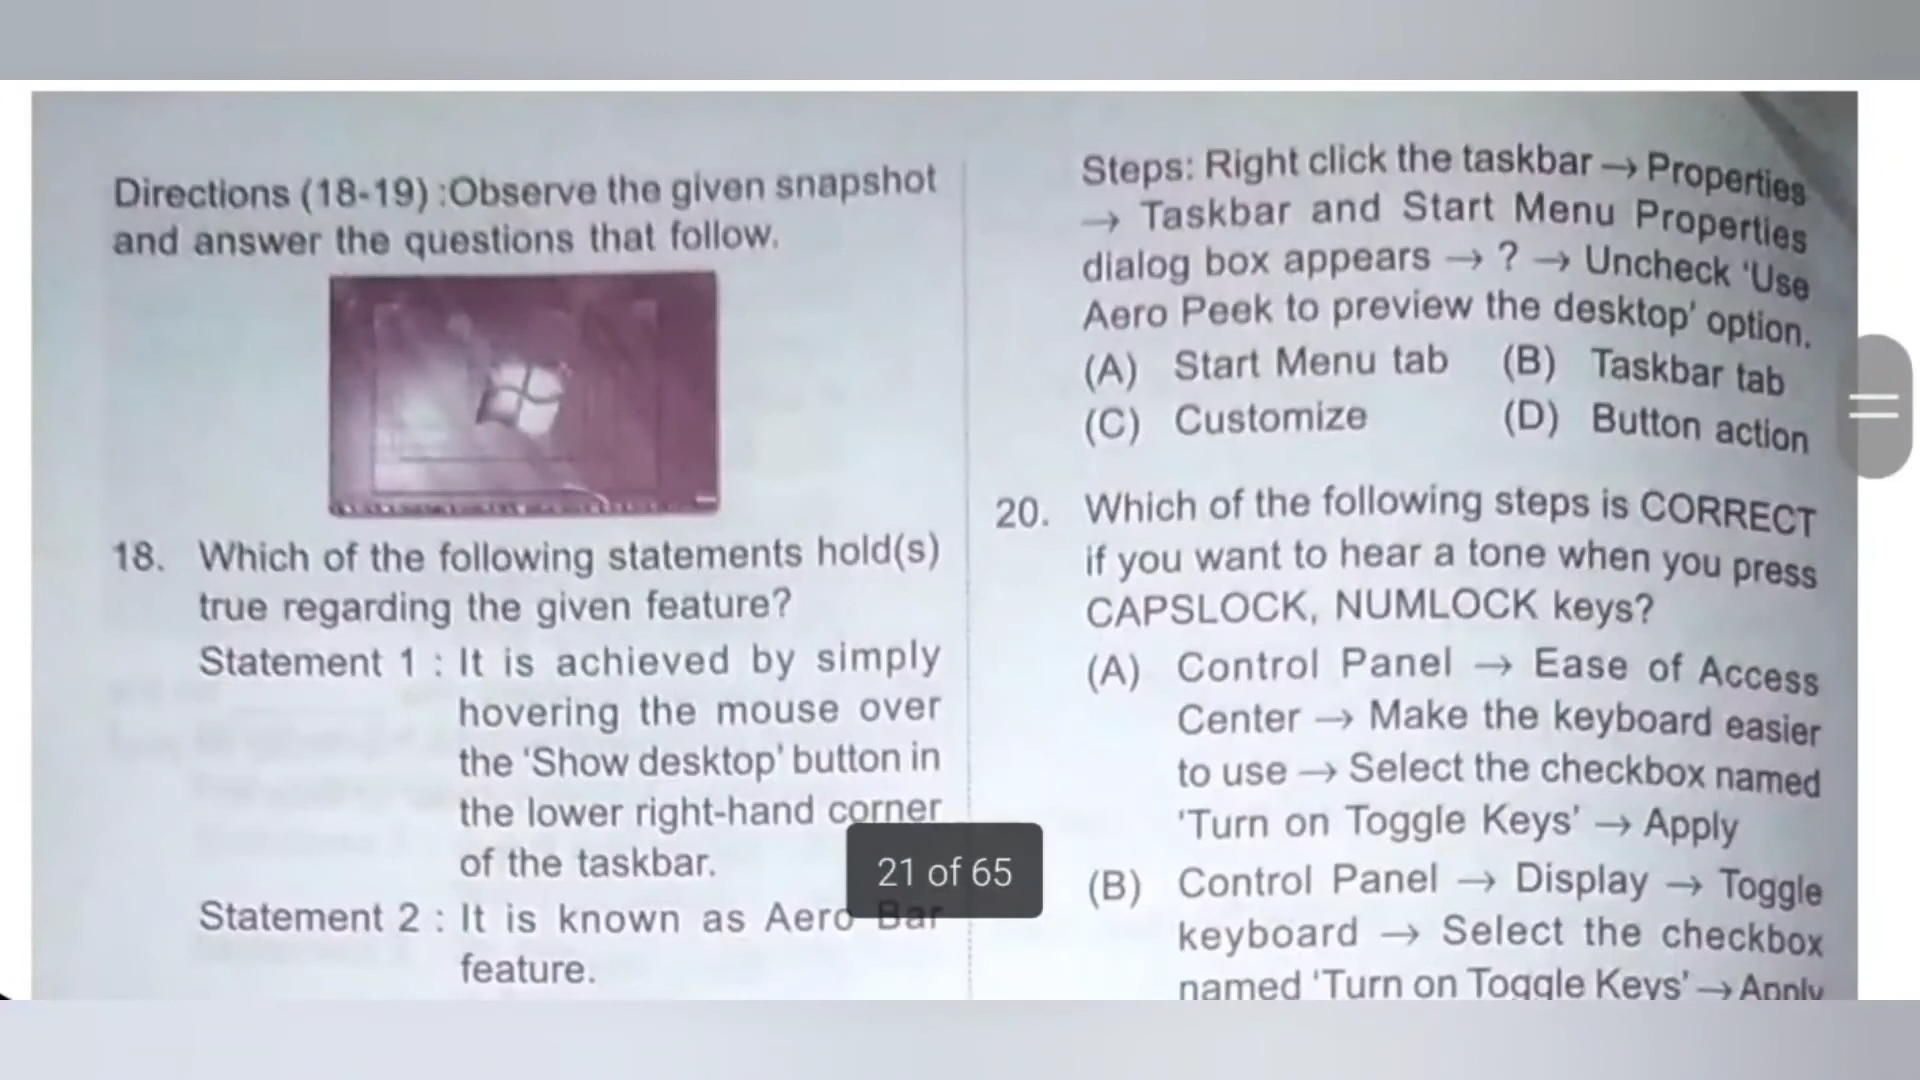 Directions (18-19) :Observe the given snapshot
and answer the questions that follow.
18. Which of the following statements hold(s)
true regarding the given feature?
Statement 1 : It is achieved by simply
hovering the mouse over
the 'Show desktop' button in
the lower right-hand corner
of the taskbar.
Statement 2 : It is known as Aero Bar
feature.
Steps: Right click the taskbar → Properties
→ Taskbar and Start Menu Properties
dialog box appears → ? → Uncheck 'Use
Aero Peek to preview the desktop' option.
(A) Start Menu tab (B) Taskbar tab
(C) Customize (D) Button action
20. Which of the following steps is CORRECT
if you want to hear a tone when you press
CAPSLOCK, NUMLOCK keys?
(A) Control Panel → Ease of Access
Center → Make the keyboard easier
to use → Select the checkbox named
'Turn on Toggle Keys' → Apply
(B) Control Panel → Display → Toggle
keyboard → Select the checkbox
named 'Turn on Toggle Keys' → Apply
21 of 65